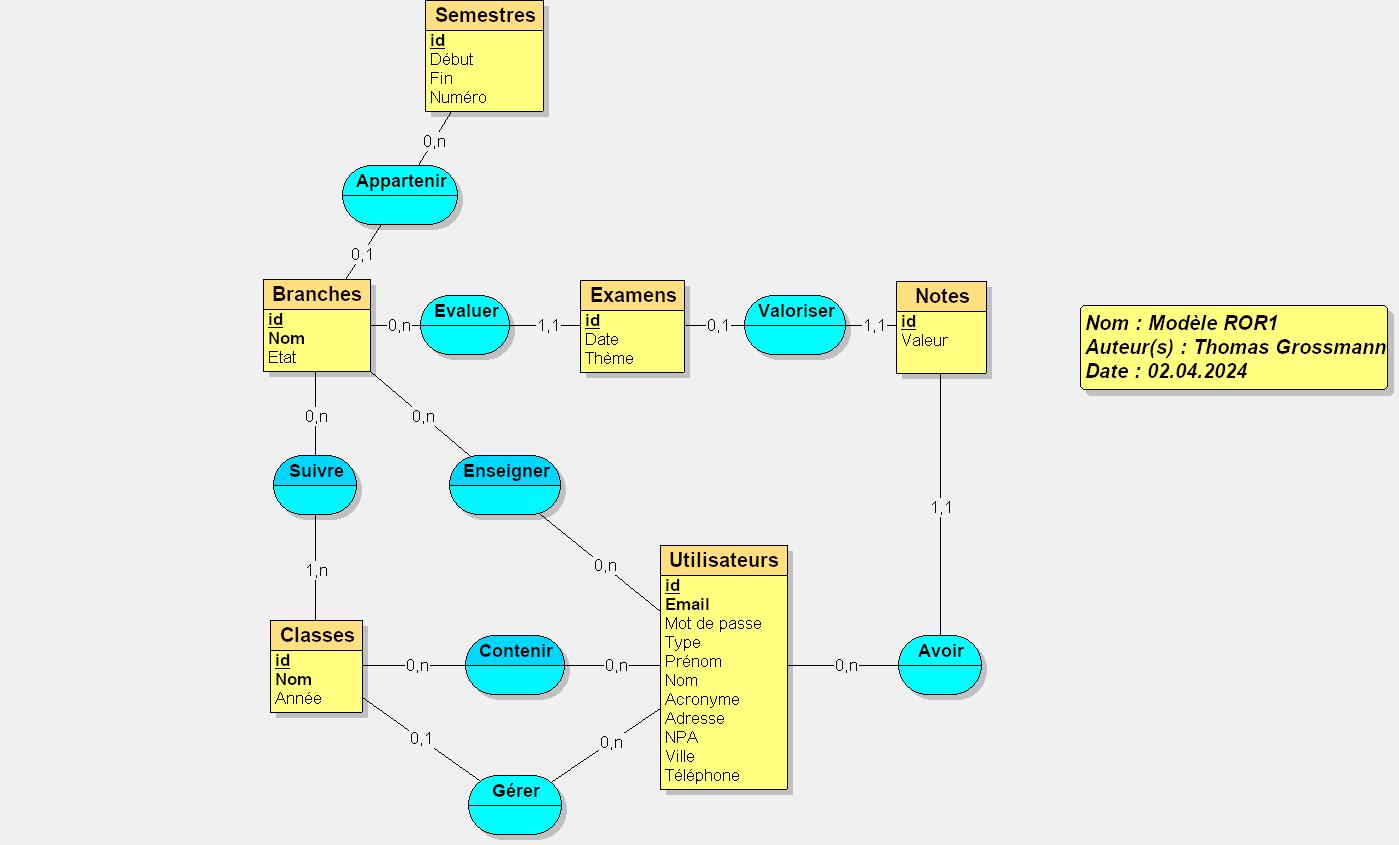 Semestres
id
Début
Fin
Numéro
0,n
Appartenir
0,1
Branches
id
Nom
Etat
0,n
Evaluer
1,1
Examens
id
Date
Thème
0,1
Valoriser
1,1
Notes
id
Valeur
Nom : Modèle ROR1
Auteur(s) : Thomas Grossmann
Date : 02.04.2024
0,n
0,n
Suivre
Enseigner
1,1
1,n
0,n
Classes
id
Nom
Année
0,n
Contenir
0,n
Utilisateurs
id
Email
Mot de passe
Type
Prénom
Nom
Acronyme
Adresse
NPA
Ville
Téléphone
0,n
Avoir
0,1
0,n
Gérer